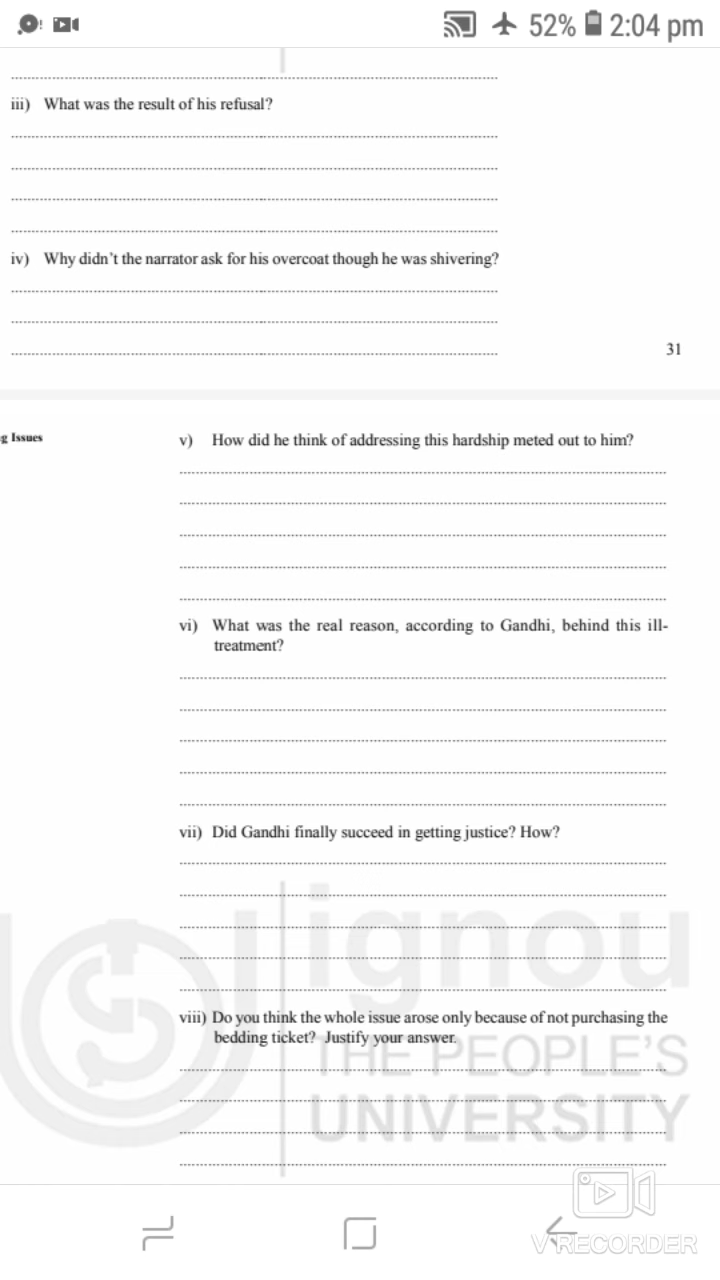 52% 2:04 pm
iii) What was the result of his refusal?
iv) Why didn't the narrator ask for his overcoat though he was shivering?
31
g Issues
v) How did he think of addressing this hardship meted out to him?
vi) What was the real reason, according to Gandhi, behind this ill-
treatment?
vii) Did Gandhi finally succeed in getting justice? How?
ignou
viii) Do you think the whole issue arose only because of not purchasing the
bedding ticket? Justify your answer.
THE PEOPLE'S
UNIVERSITY
V RECORDER